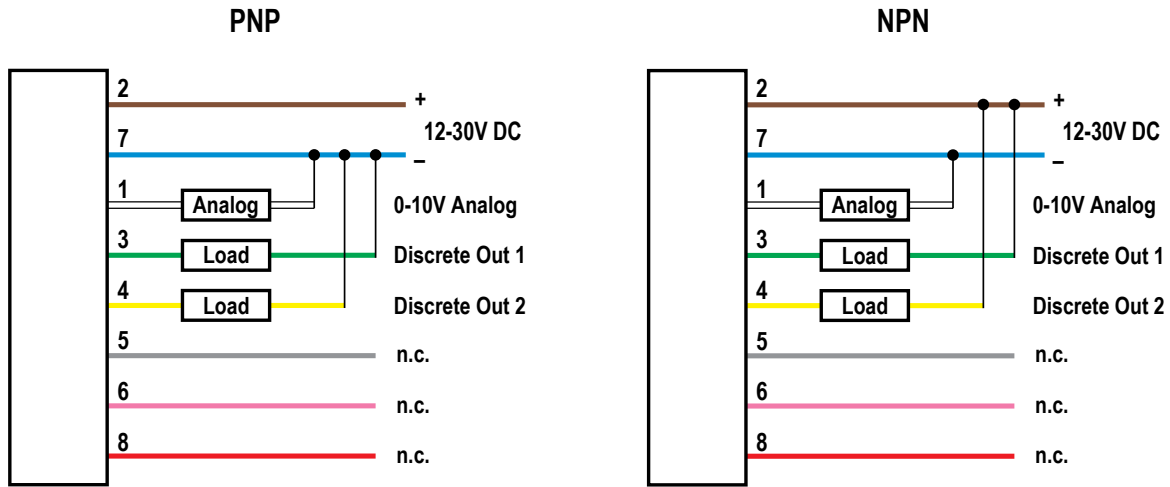 PNP
2
+
12-30V DC
7
–
1
Analog
0-10V Analog
3
Load
Discrete Out 1
4
Load
Discrete Out 2
5
n.c.
6
n.c.
8
n.c.
NPN
2
+
12-30V DC
7
–
1
Analog
0-10V Analog
3
Load
Discrete Out 1
4
Load
Discrete Out 2
5
n.c.
6
n.c.
8
n.c.